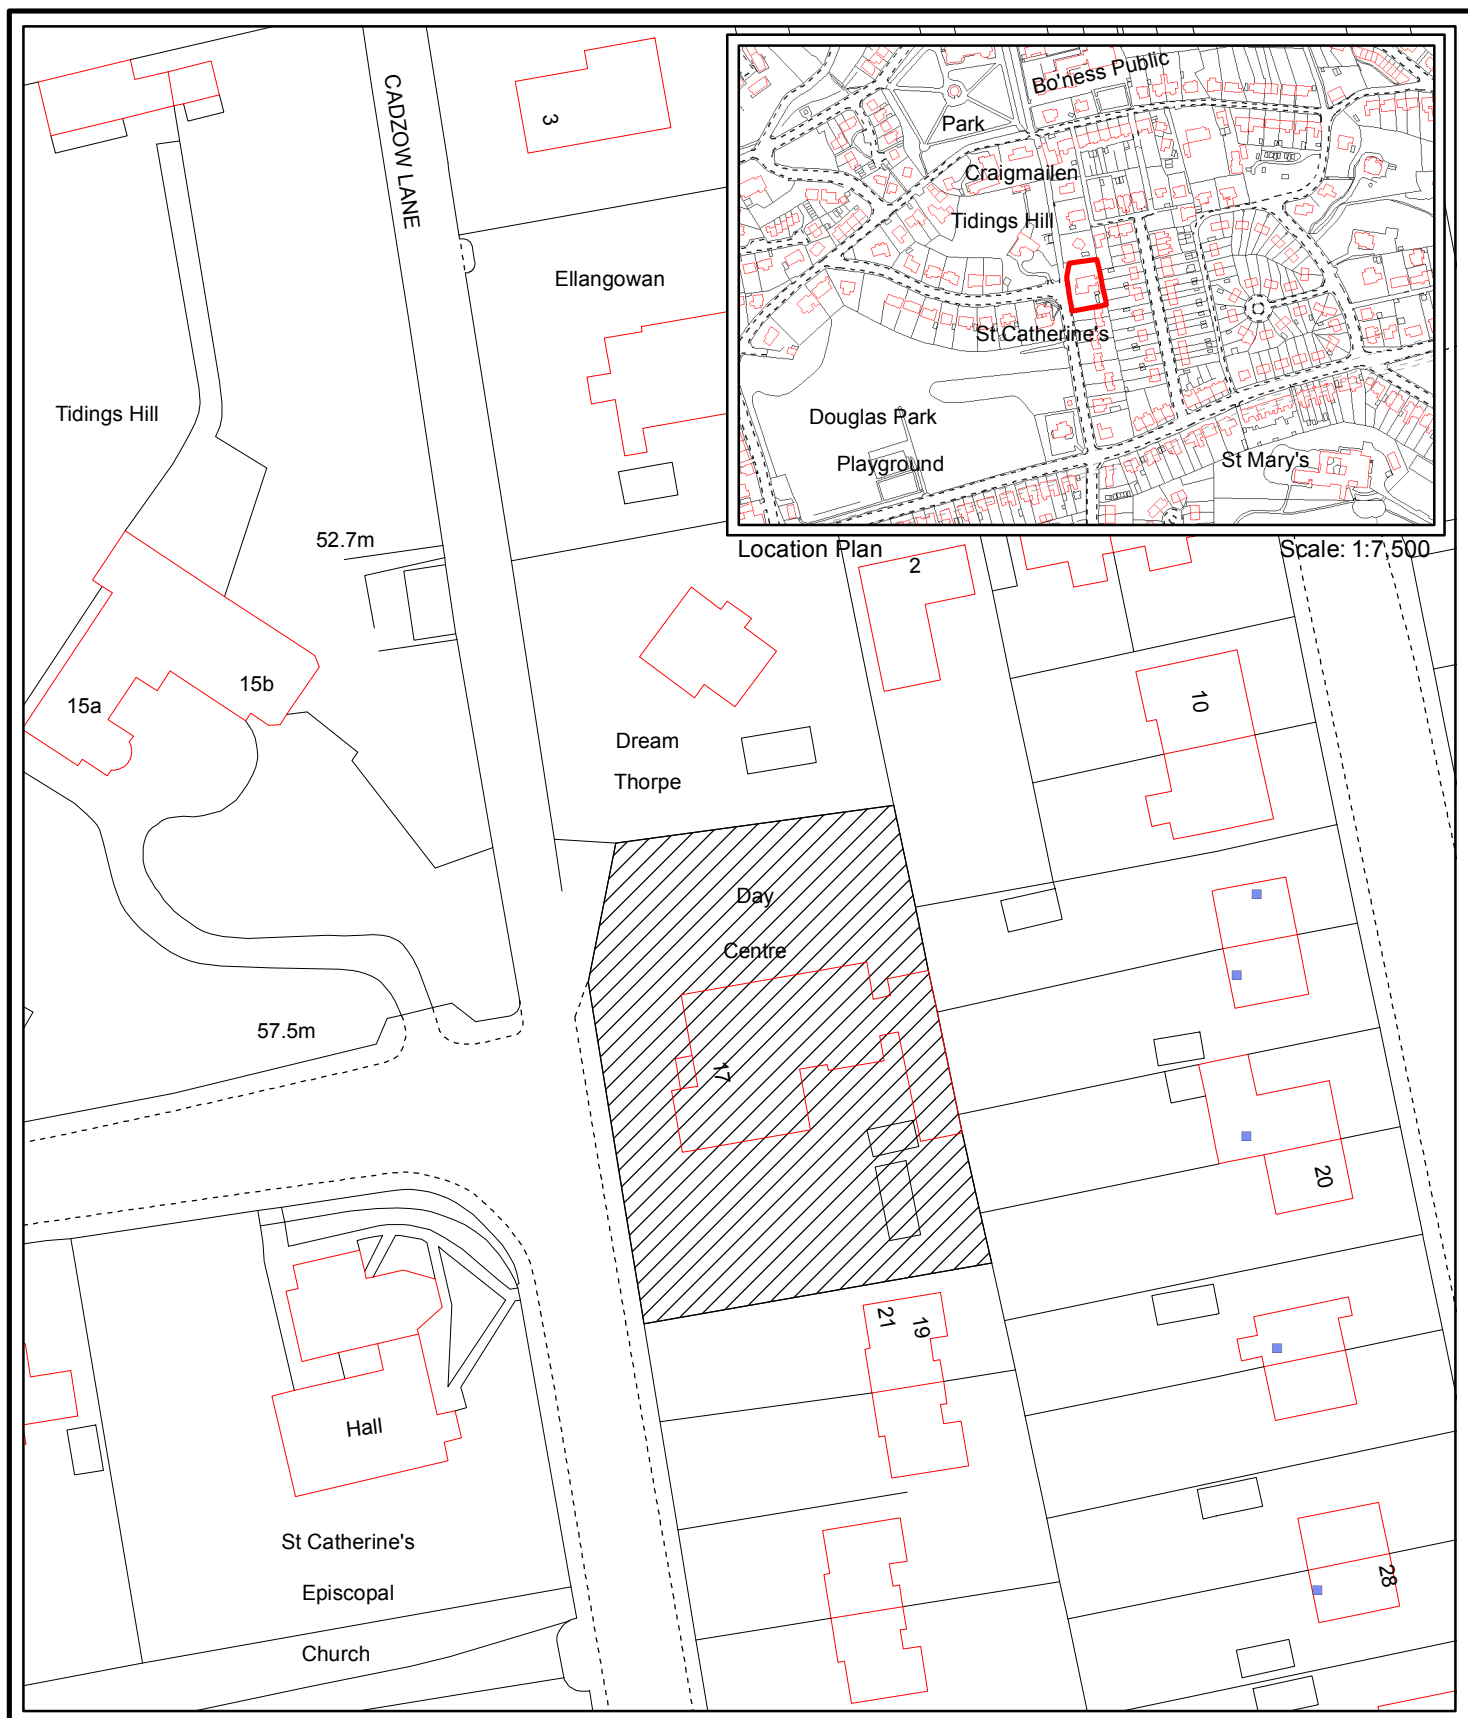 CADZOW LANE
3
Ellangowan
Tidings Hill
52.7m
15b
15a
Dream
Thorpe
Bo'ness Public
Park
Craigmailen
Tidings Hill
St Catherine's
Douglas Park
Playground
St Mary's
Location Plan
Scale: 1:7,500
2
10
Day
Centre
17
57.5m
20
21
19
Hall
St Catherine's
Episcopal
Church
28